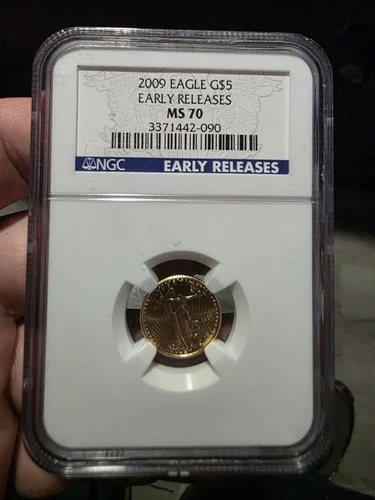 2009 EAGLE G$5
EARLY RELEASES
MS 70
3371442-090
NGC EARLY RELEASES